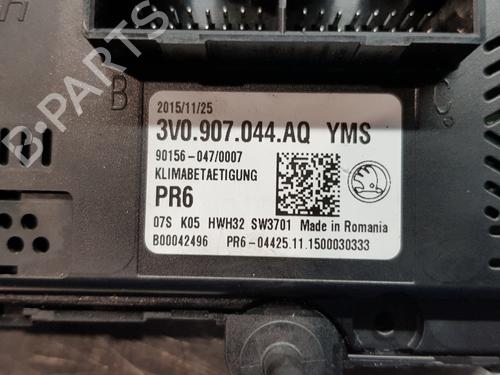 B-PARTS
B
C
2015/11/25
3V0.907.044.AQ YMS
90156-047/0007
KLIMABETAETIGUNG
PR6
07S K05 HWH32 SW3701 Made in Romania
B00042496 PR6-04425.11.1500030333